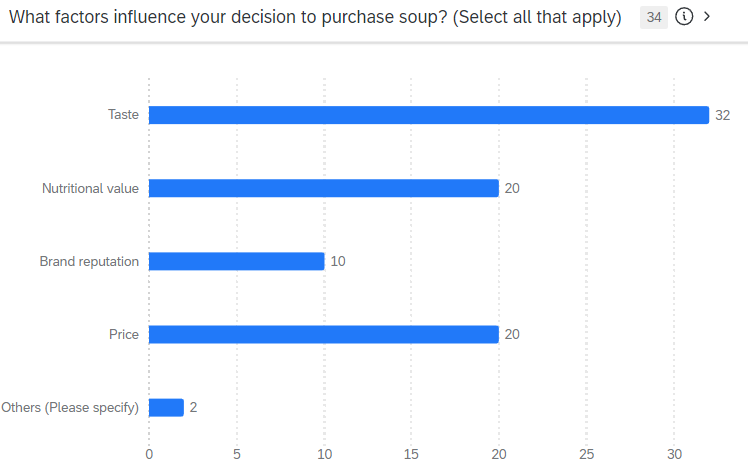 What factors influence your decision to purchase soup? (Select all that apply) 34
Taste 32
Nutritional value 20
Brand reputation 10
Price 20
Others (Please specify) 2
0 5 10 15 20 25 30